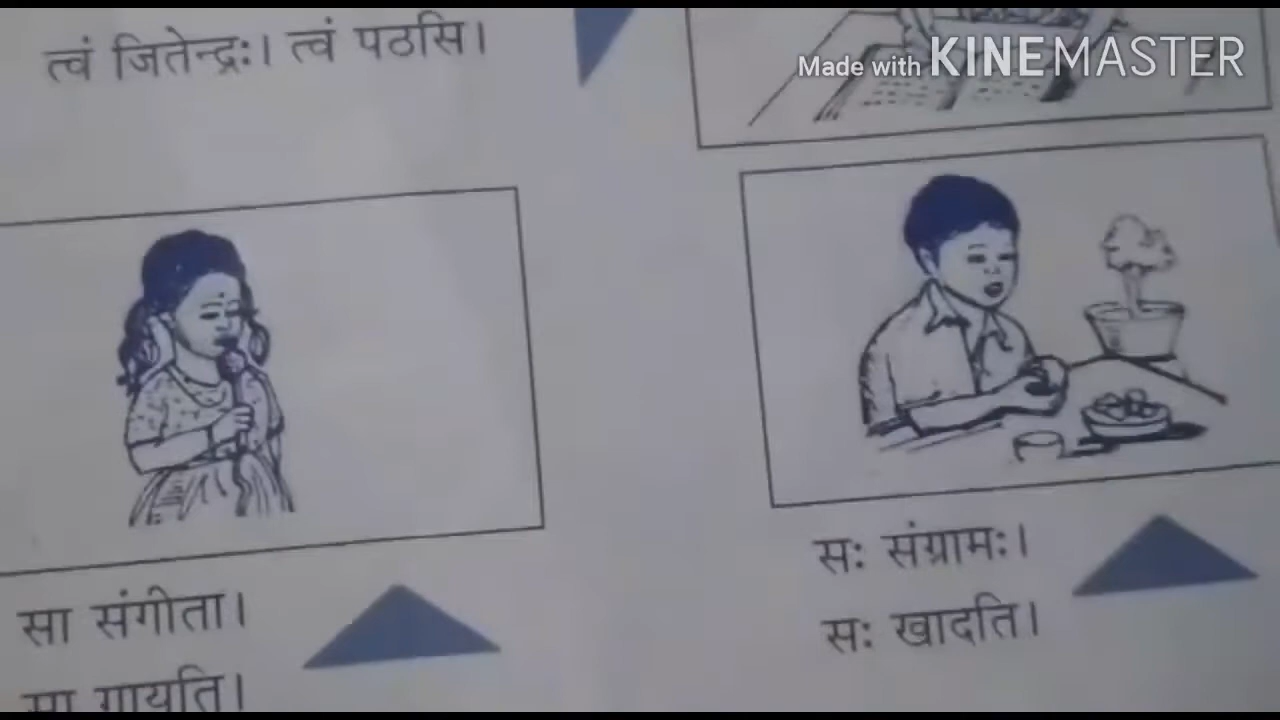 त्वं जितेन्द्रः। त्वं पठसि।
Made with KINEMASTER
सा संगीता।
सा गायति।
सः संग्रामः।
सः खादति।